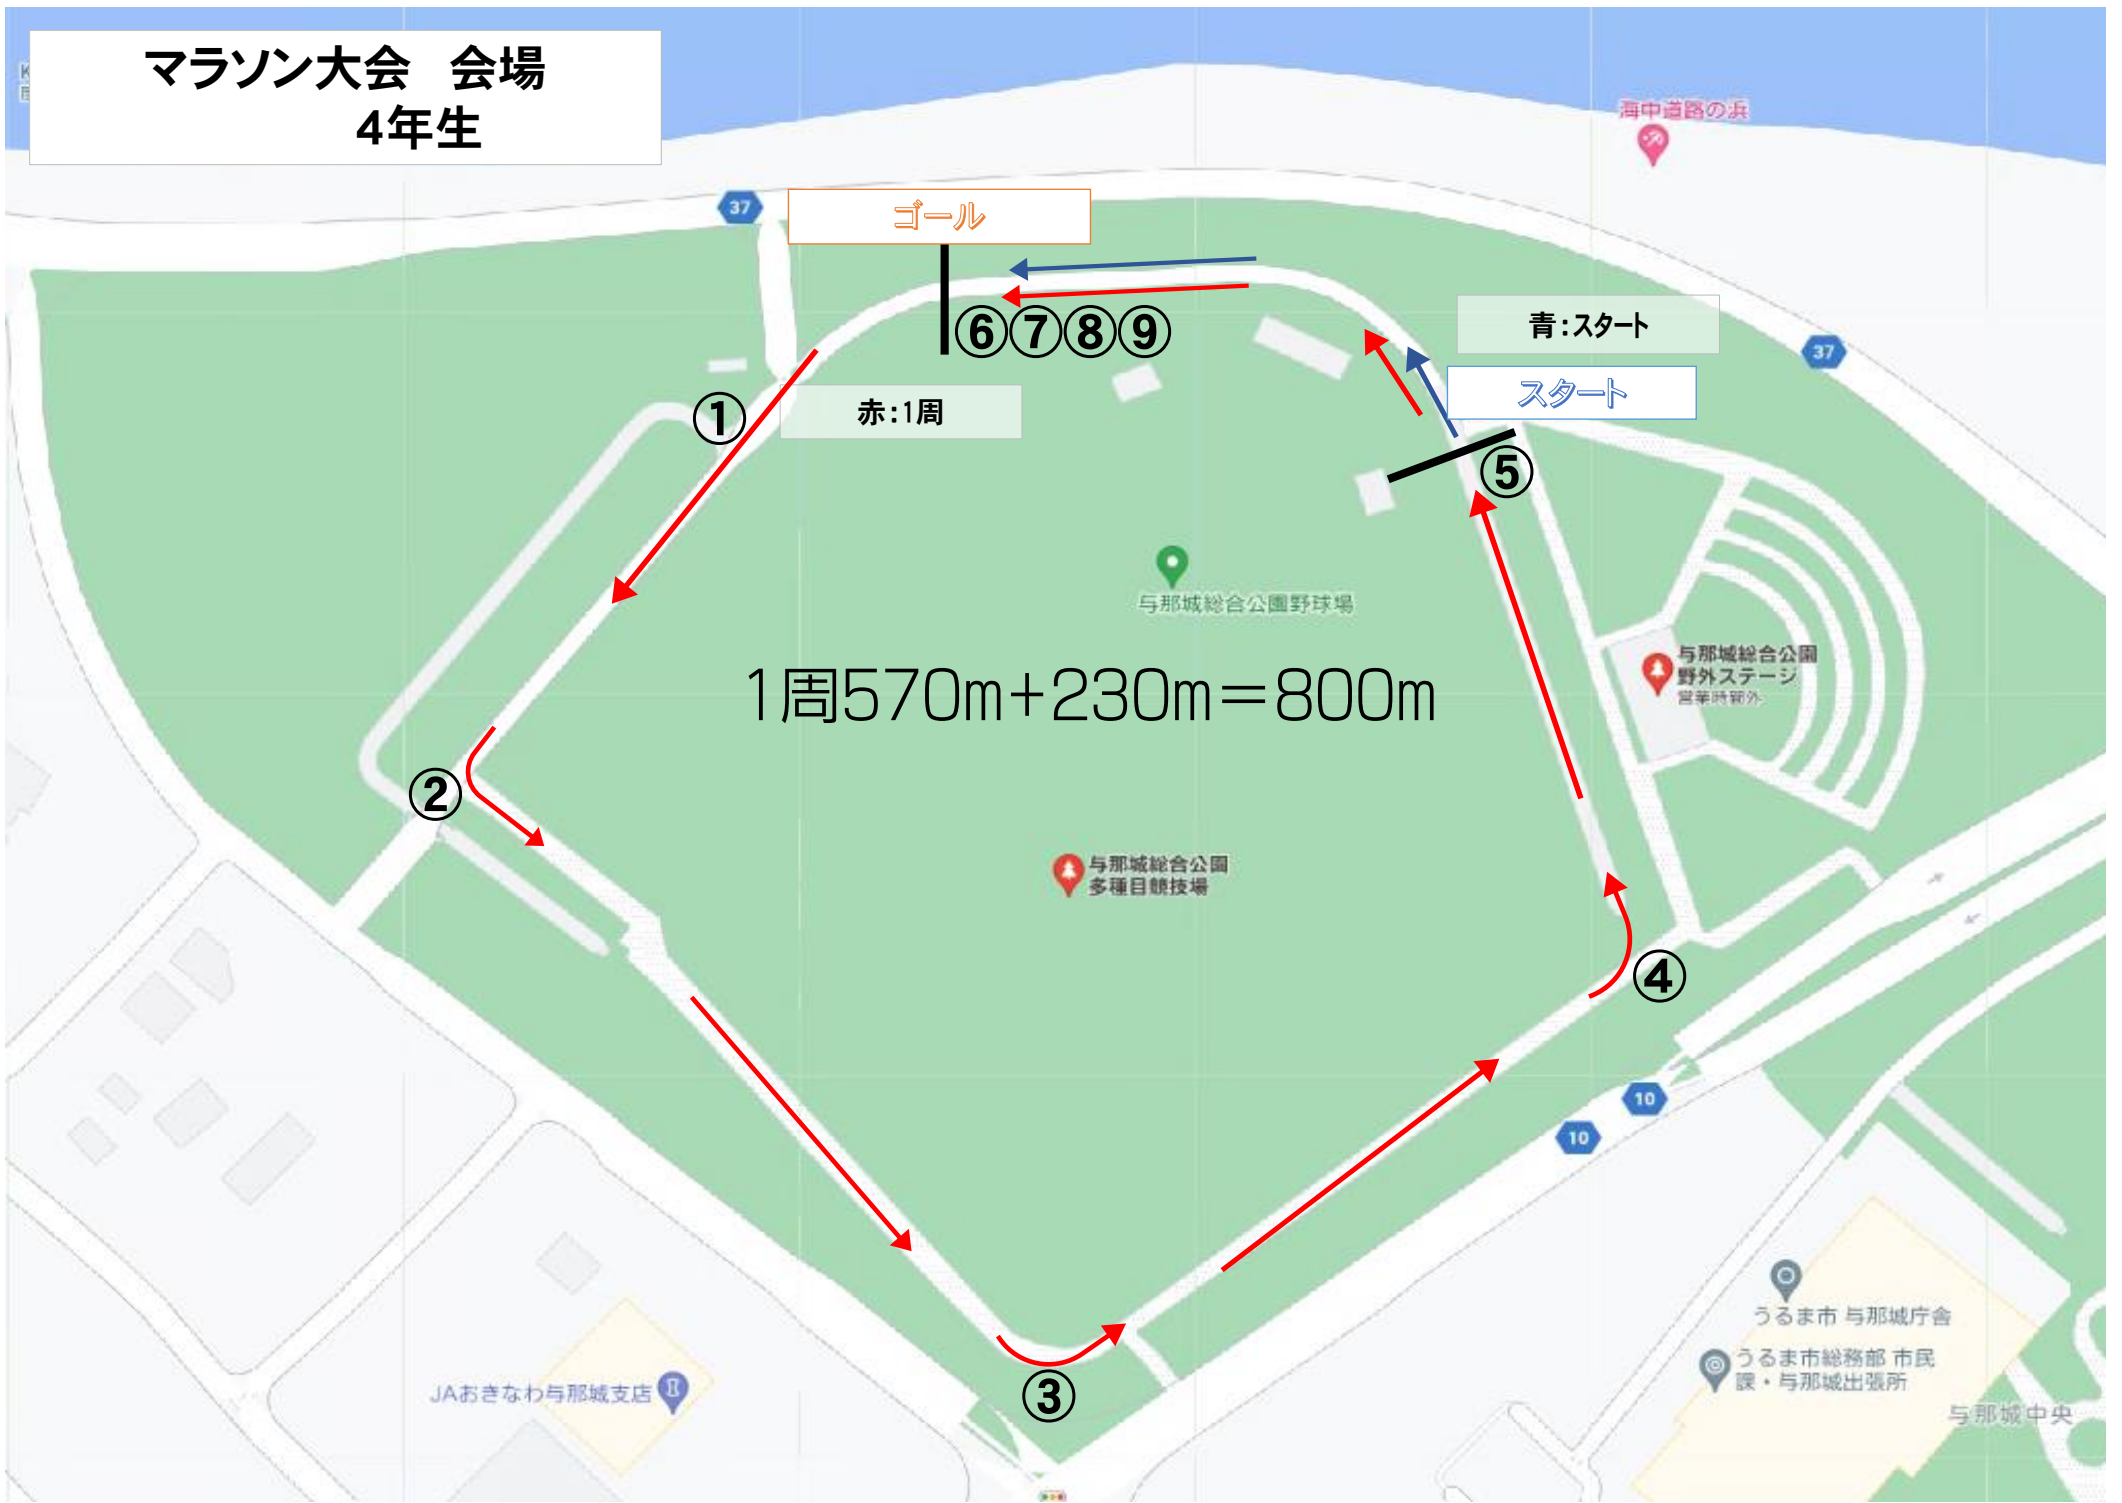 マラソン大会　会場
4年生
海中道路の浜
37
ゴール
青:スタート
37
スタート
⑥⑦⑧⑨
赤:1周
①
⑤
与那城総合公園野球場
与那城総合公園
野外ステージ
営業時間外
1周570m+230m=800m
②
与那城総合公園
多種目競技場
④
10
10
うるま市 与那城庁舎
うるま市総務部 市民
課・与那城出張所
JAおきなわ与那城支店
③
与那城中央